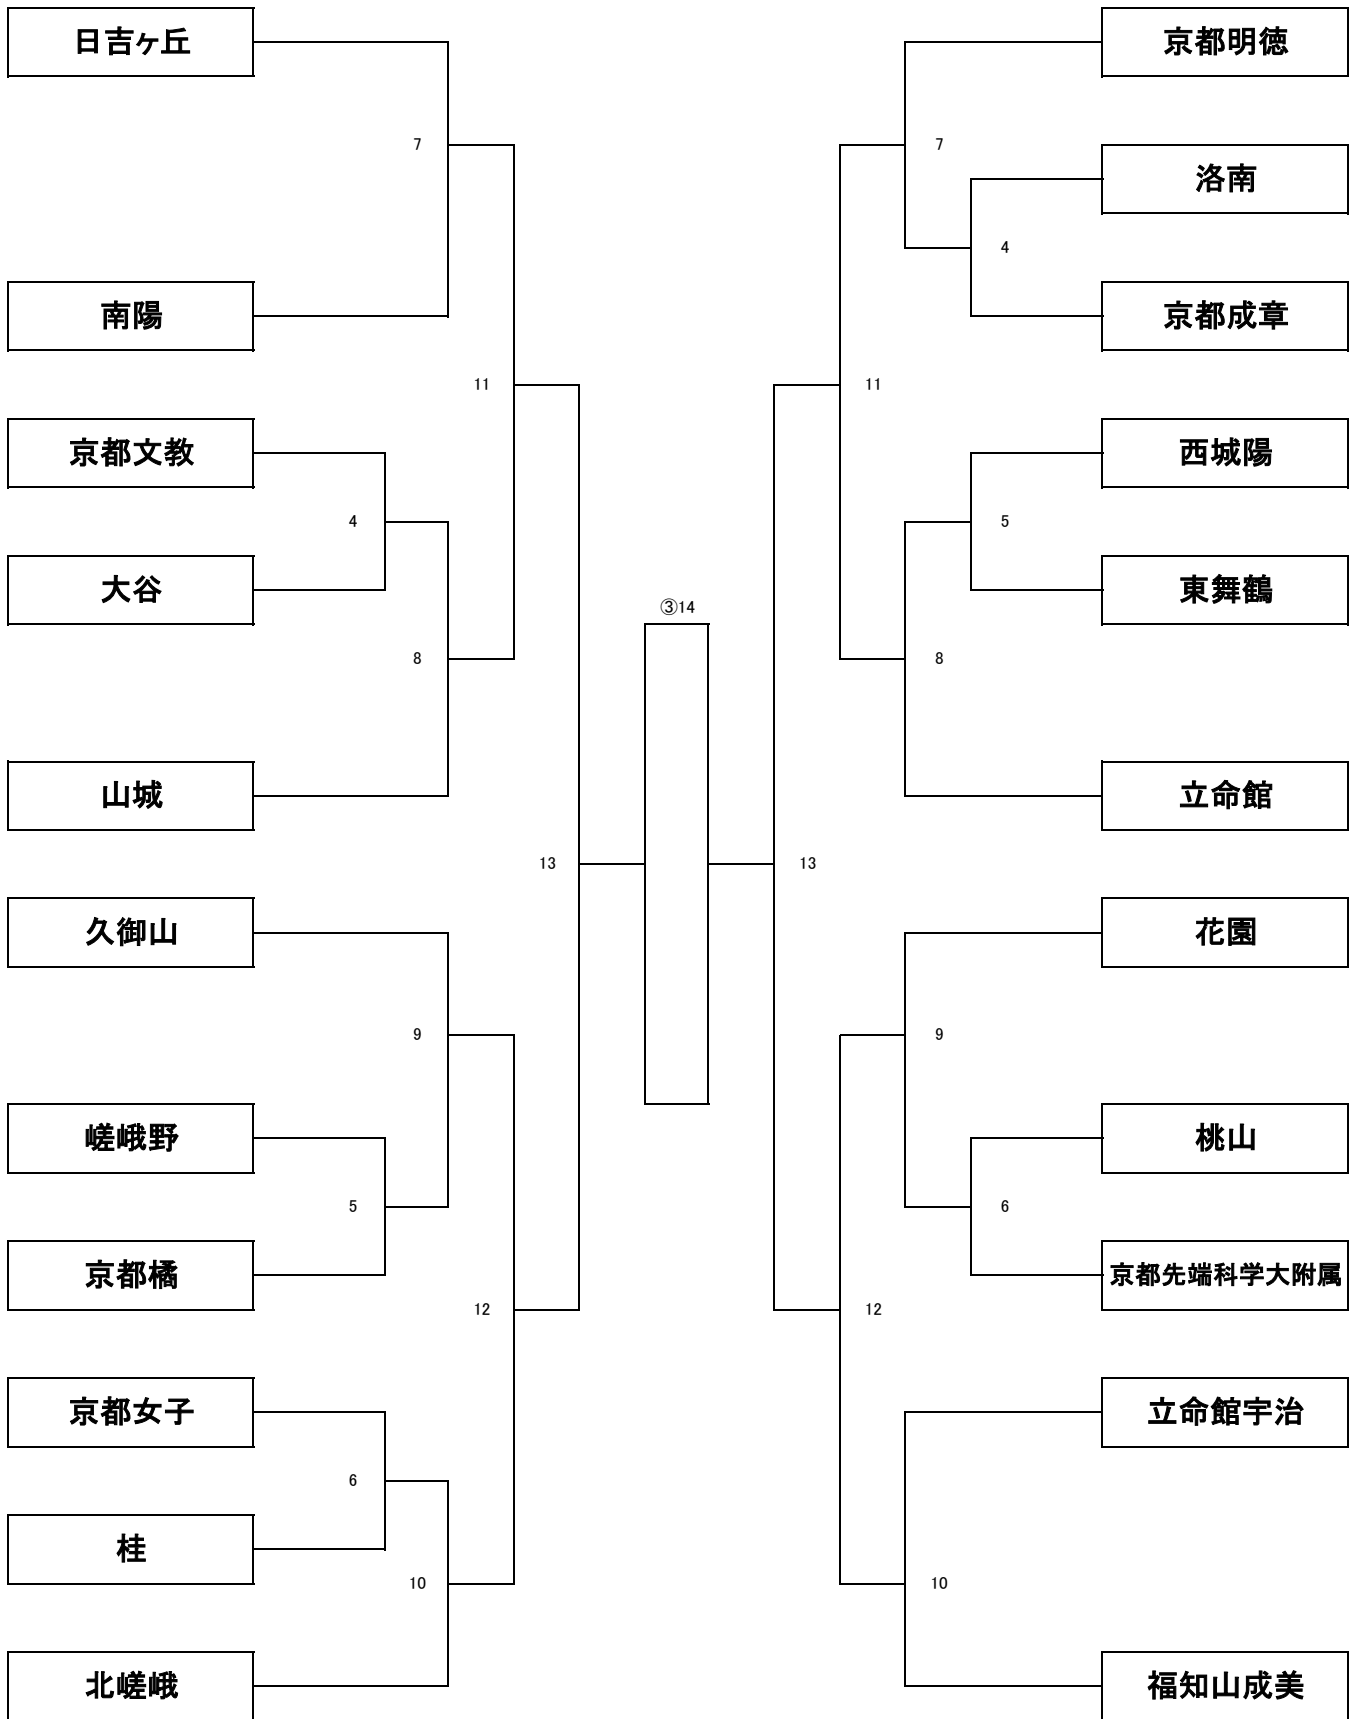 日吉ヶ丘
京都明徳
7
7
洛南
4
南陽
京都成章
11
11
京都文教
西城陽
4
5
大谷
東舞鶴
③14
8
8
山城
立命館
13
13
久御山
花園
9
9
嵯峨野
桃山
5
6
京都橘
京都先端科学大附属
12
12
京都女子
立命館宇治
6
桂
10
10
北嵯峨
福知山成美